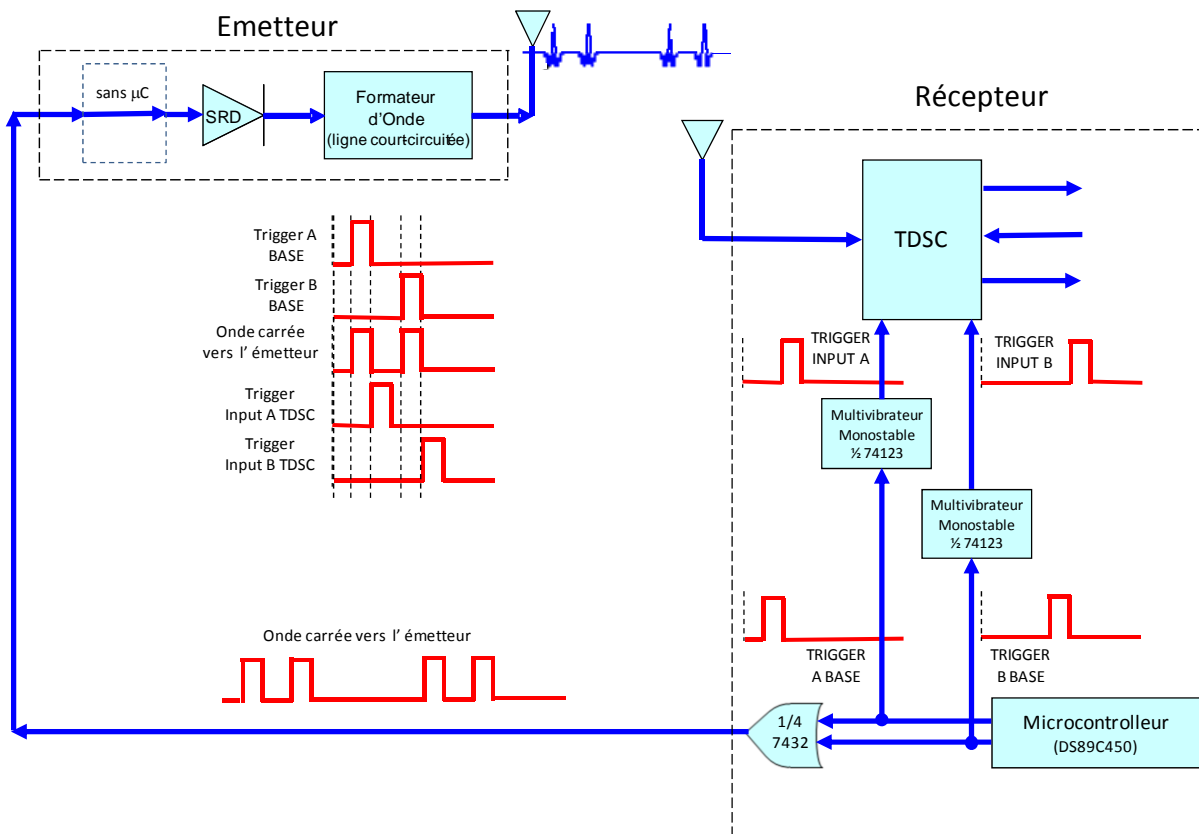 Emetteur
sans µC
SRD
Formateur
d'Onde
(ligne court-circuitée)
Récepteur
TDSC
Trigger A
BASE
Trigger B
BASE
Onde carrée
vers l' émetteur
Trigger
Input A TDSC
Trigger
Input B TDSC
TRIGGER
INPUT A
TRIGGER
INPUT B
Multivibrateur
Monostable
½ 74123
Multivibrateur
Monostable
½ 74123
Onde carrée vers l' émetteur
TRIGGER
A BASE
TRIGGER
B BASE
1/4
7432
Microcontrolleur
(DS89C450)